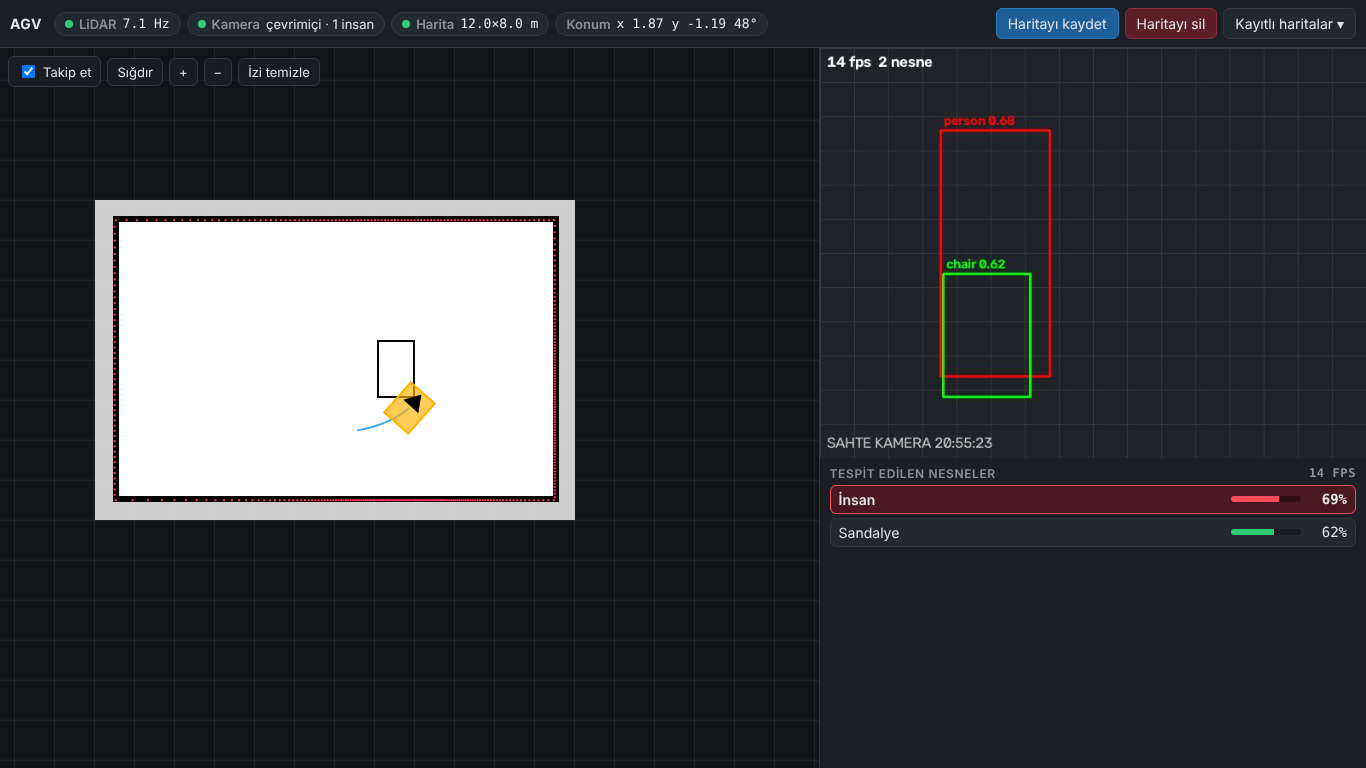 AGV
LiDAR 7.1 Hz
Kamera çevrimiçi · 1 insan
Harita 12.0×8.0 m
Konum x 1.87 y -1.19 48°
Haritayı kaydet
Haritayı sil
Kayıtlı haritalar ▾
Takip et
Sığdır
+
−
İzi temizle
14 fps 2 nesne
person 0.68
chair 0.62
SAHTE KAMERA 20:55:23
TESPİT EDİLEN NESNELER
14 FPS
İnsan 69%
Sandalye 62%